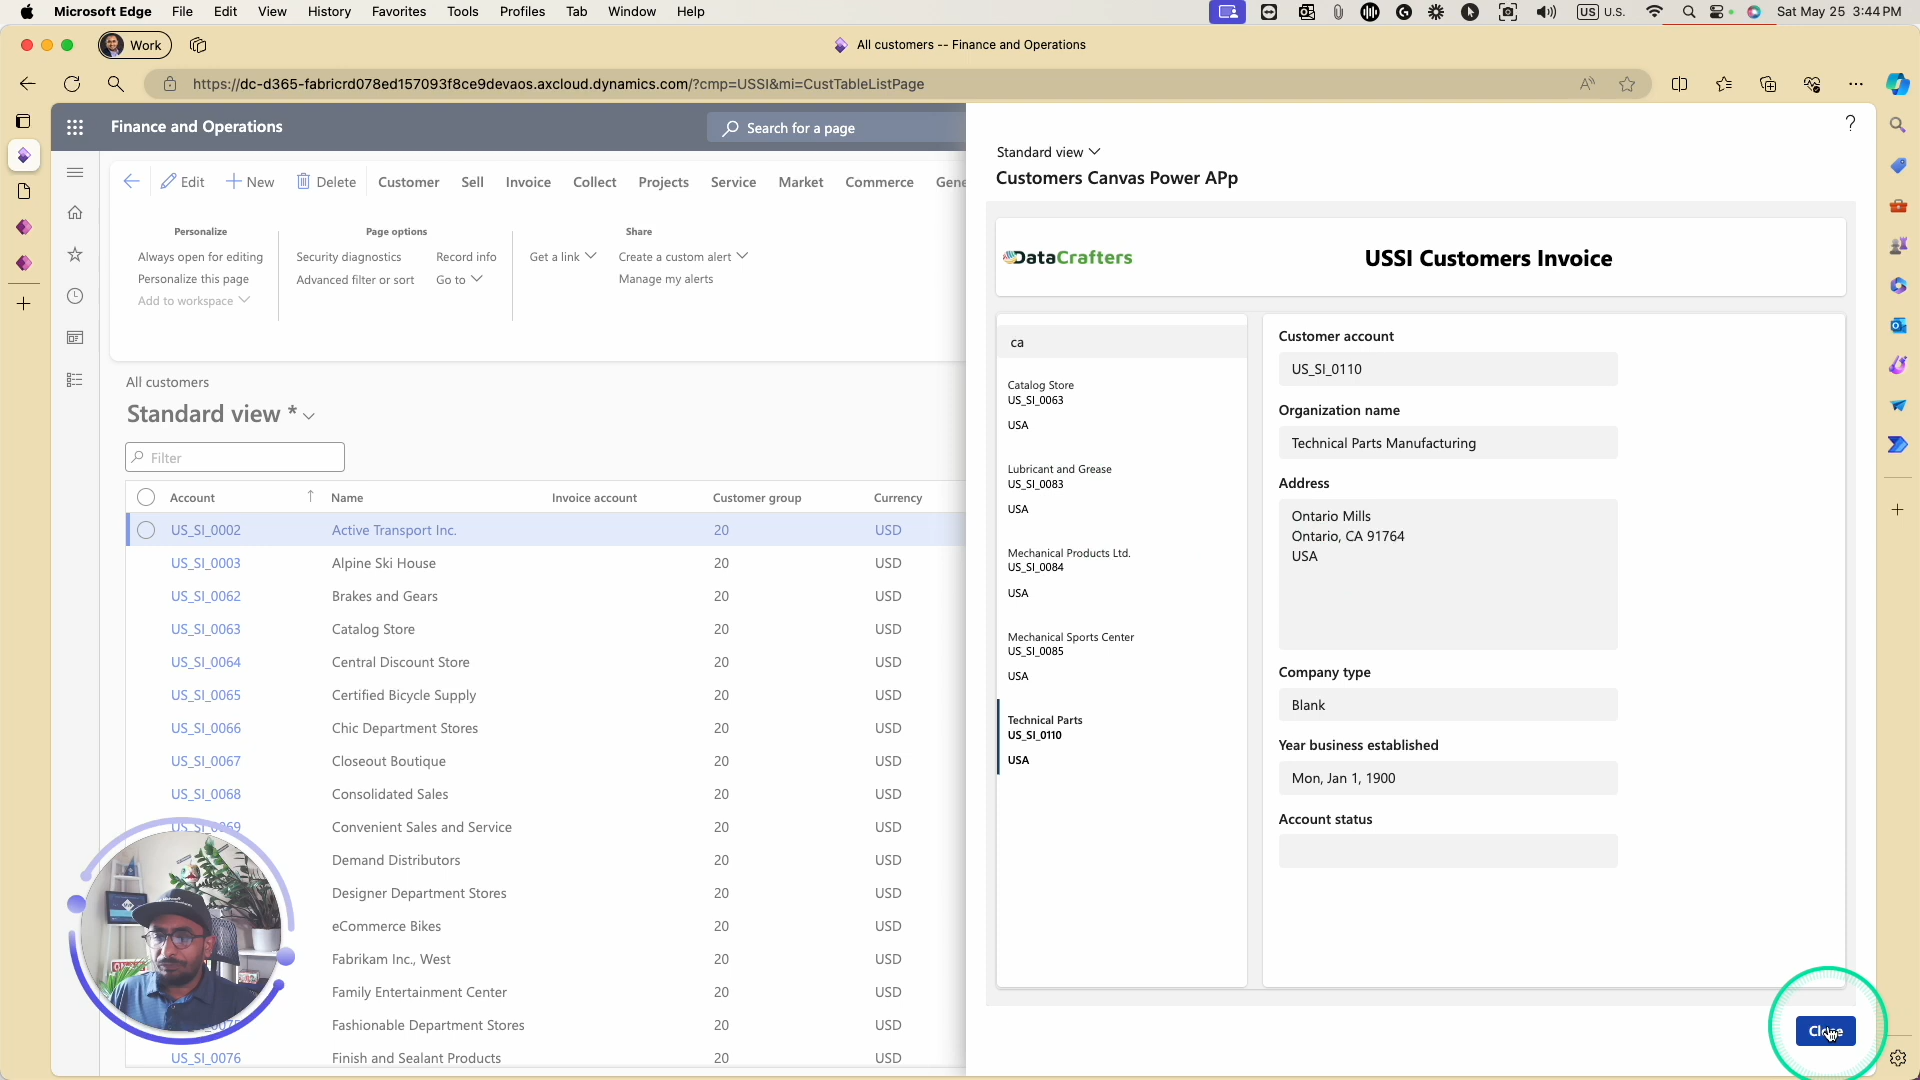 Microsoft Edge File Edit View History Favorites Tools Profiles Tab Window Help
US U.S. Sat May 25 3:44 PM
Work
All customers -- Finance and Operations
https://dc-d365-fabricrd078ed157093f8ce9devaos.axcloud.dynamics.com/?cmp=USSI&mi=CustTableListPage
Finance and Operations
Search for a page
?
Edit New Delete Customer Sell Invoice Collect Projects Service Market Commerce Gene
Personalize
Always open for editing
Personalize this page
Add to workspace
Page options
Security diagnostics
Advanced filter or sort
Record info
Go to
Share
Get a link
Create a custom alert
Manage my alerts
All customers
Standard view *
Filter
Account Name Invoice account Customer group Currency
US_SI_0002 Active Transport Inc. 20 USD
US_SI_0003 Alpine Ski House 20 USD
US_SI_0062 Brakes and Gears 20 USD
US_SI_0063 Catalog Store 20 USD
US_SI_0064 Central Discount Store 20 USD
US_SI_0065 Certified Bicycle Supply 20 USD
US_SI_0066 Chic Department Stores 20 USD
US_SI_0067 Closeout Boutique 20 USD
US_SI_0068 Consolidated Sales 20 USD
Convenient Sales and Service 20 USD
Demand Distributors 20 USD
Designer Department Stores 20 USD
eCommerce Bikes 20 USD
Fabrikam Inc., West 20 USD
Family Entertainment Center 20 USD
Fashionable Department Stores 20 USD
US_SI_0076 Finish and Sealant Products 20 USD
Standard view
Customers Canvas Power APp
DataCrafters
USSI Customers Invoice
ca
Catalog Store
US_SI_0063
USA
Lubricant and Grease
US_SI_0083
USA
Mechanical Products Ltd.
US_SI_0084
USA
Mechanical Sports Center
US_SI_0085
USA
Technical Parts
US_SI_0110
USA
Customer account
US_SI_0110
Organization name
Technical Parts Manufacturing
Address
Ontario Mills
Ontario, CA 91764
USA
Company type
Blank
Year business established
Mon, Jan 1, 1900
Account status
Close